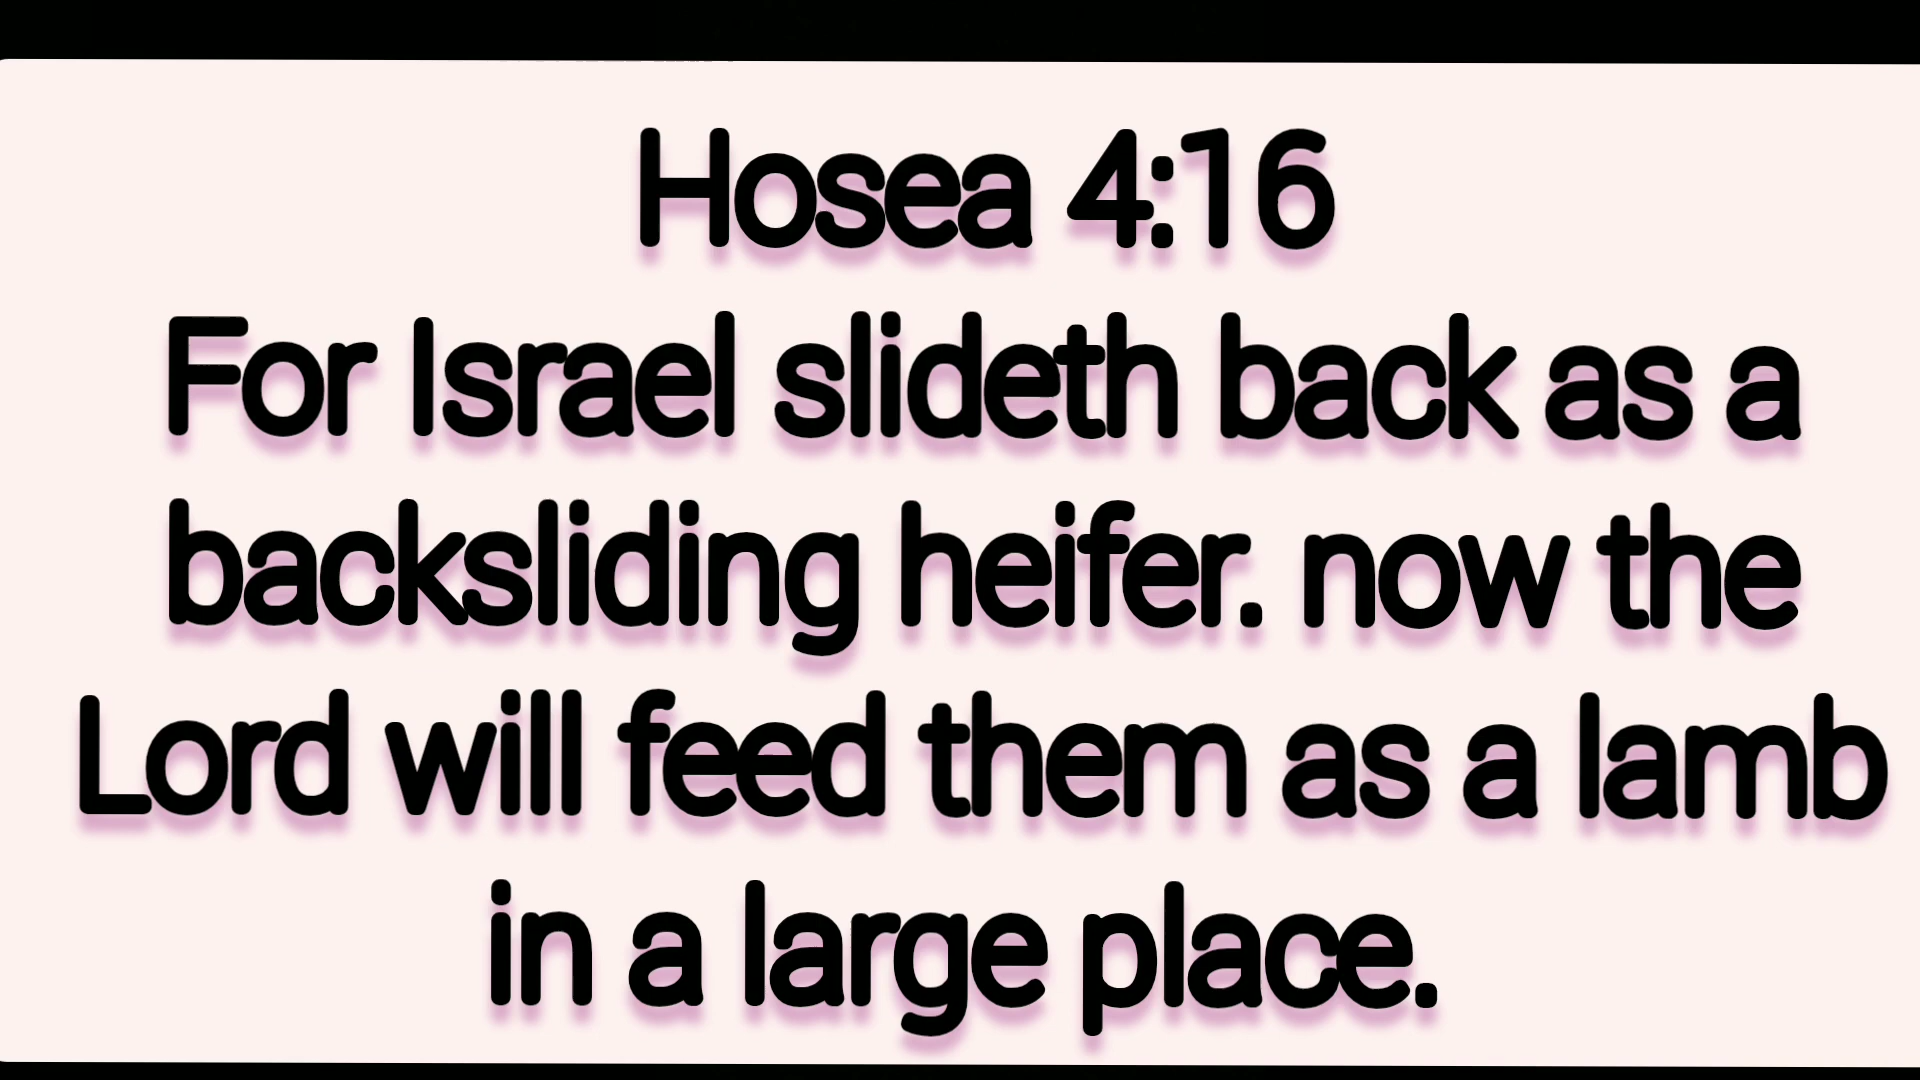 Hosea 4:16
For Israel slideth back as a
backsliding heifer. now the
Lord will feed them as a lamb
in a large place.